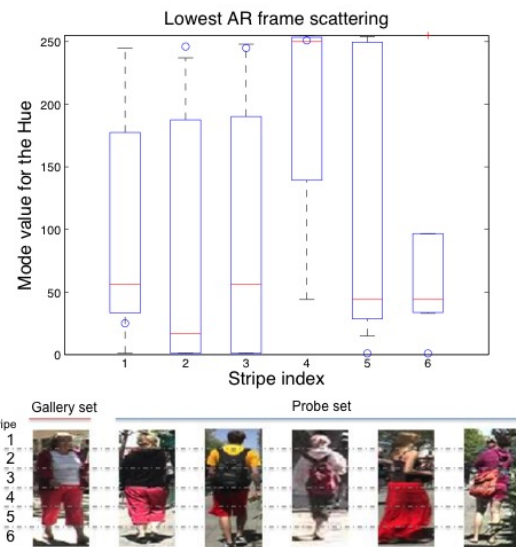 Lowest AR frame scattering
Mode value for the Hue
250
200
150
100
50
0
1 2 3 4 5 6
Stripe index
Gallery set Probe set
ripe
1
2
3
4
5
6